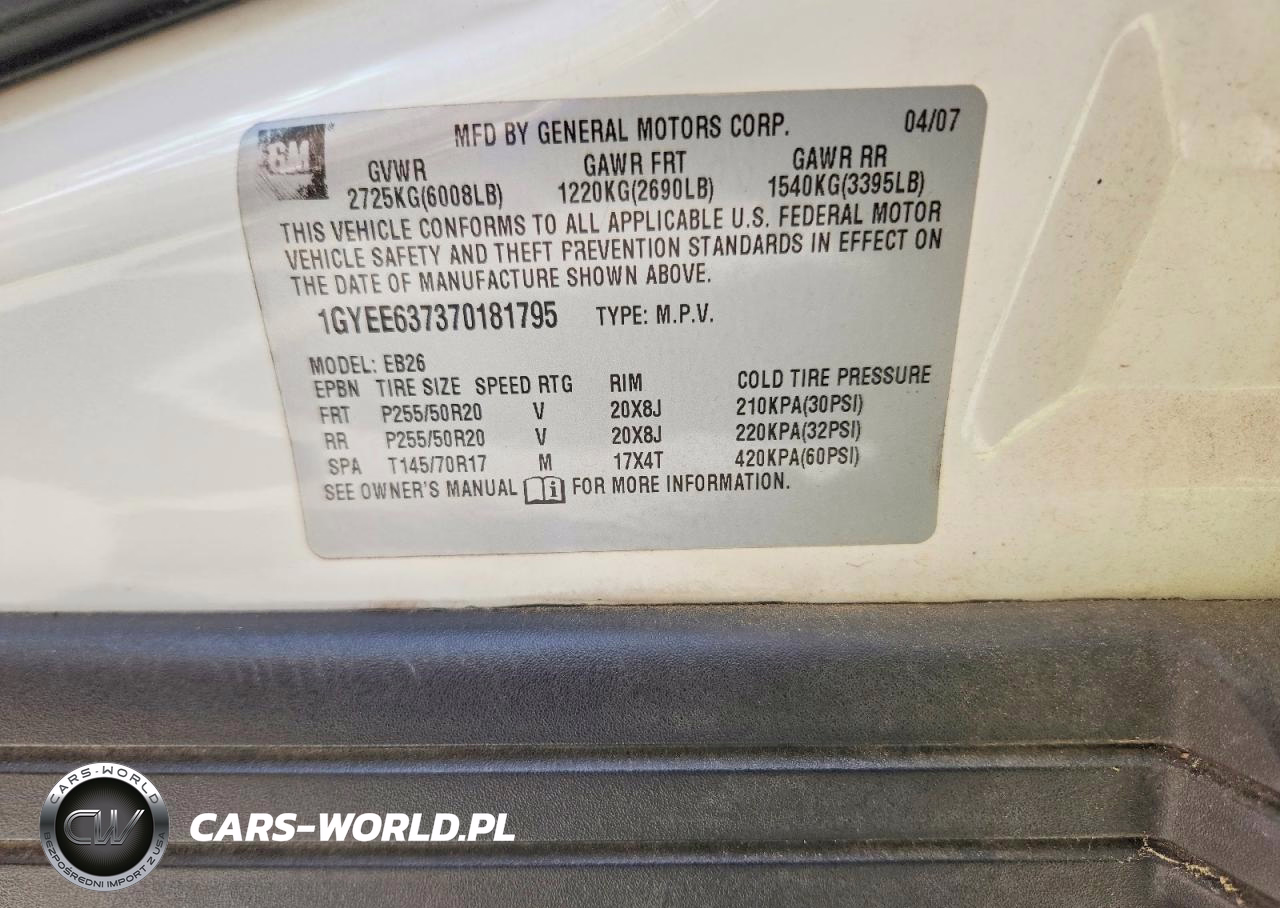 GM
MFD BY GENERAL MOTORS CORP. 04/07
GVWR GAWR FRT GAWR RR
2725KG(6008LB) 1220KG(2690LB) 1540KG(3395LB)
THIS VEHICLE CONFORMS TO ALL APPLICABLE U.S. FEDERAL MOTOR
VEHICLE SAFETY AND THEFT PREVENTION STANDARDS IN EFFECT ON
THE DATE OF MANUFACTURE SHOWN ABOVE.
1GYEE637370181795 TYPE: M.P.V.
MODEL: EB26
EPBN TIRE SIZE SPEED RTG RIM COLD TIRE PRESSURE
FRT P255/50R20 V 20X8J 210KPA(30PSI)
RR P255/50R20 V 20X8J 220KPA(32PSI)
SPA T145/70R17 M 17X4T 420KPA(60PSI)
SEE OWNER'S MANUAL FOR MORE INFORMATION.
CARS-WORLD
CW
BEZPOŚREDNI IMPORT Z USA
CARS-WORLD.PL